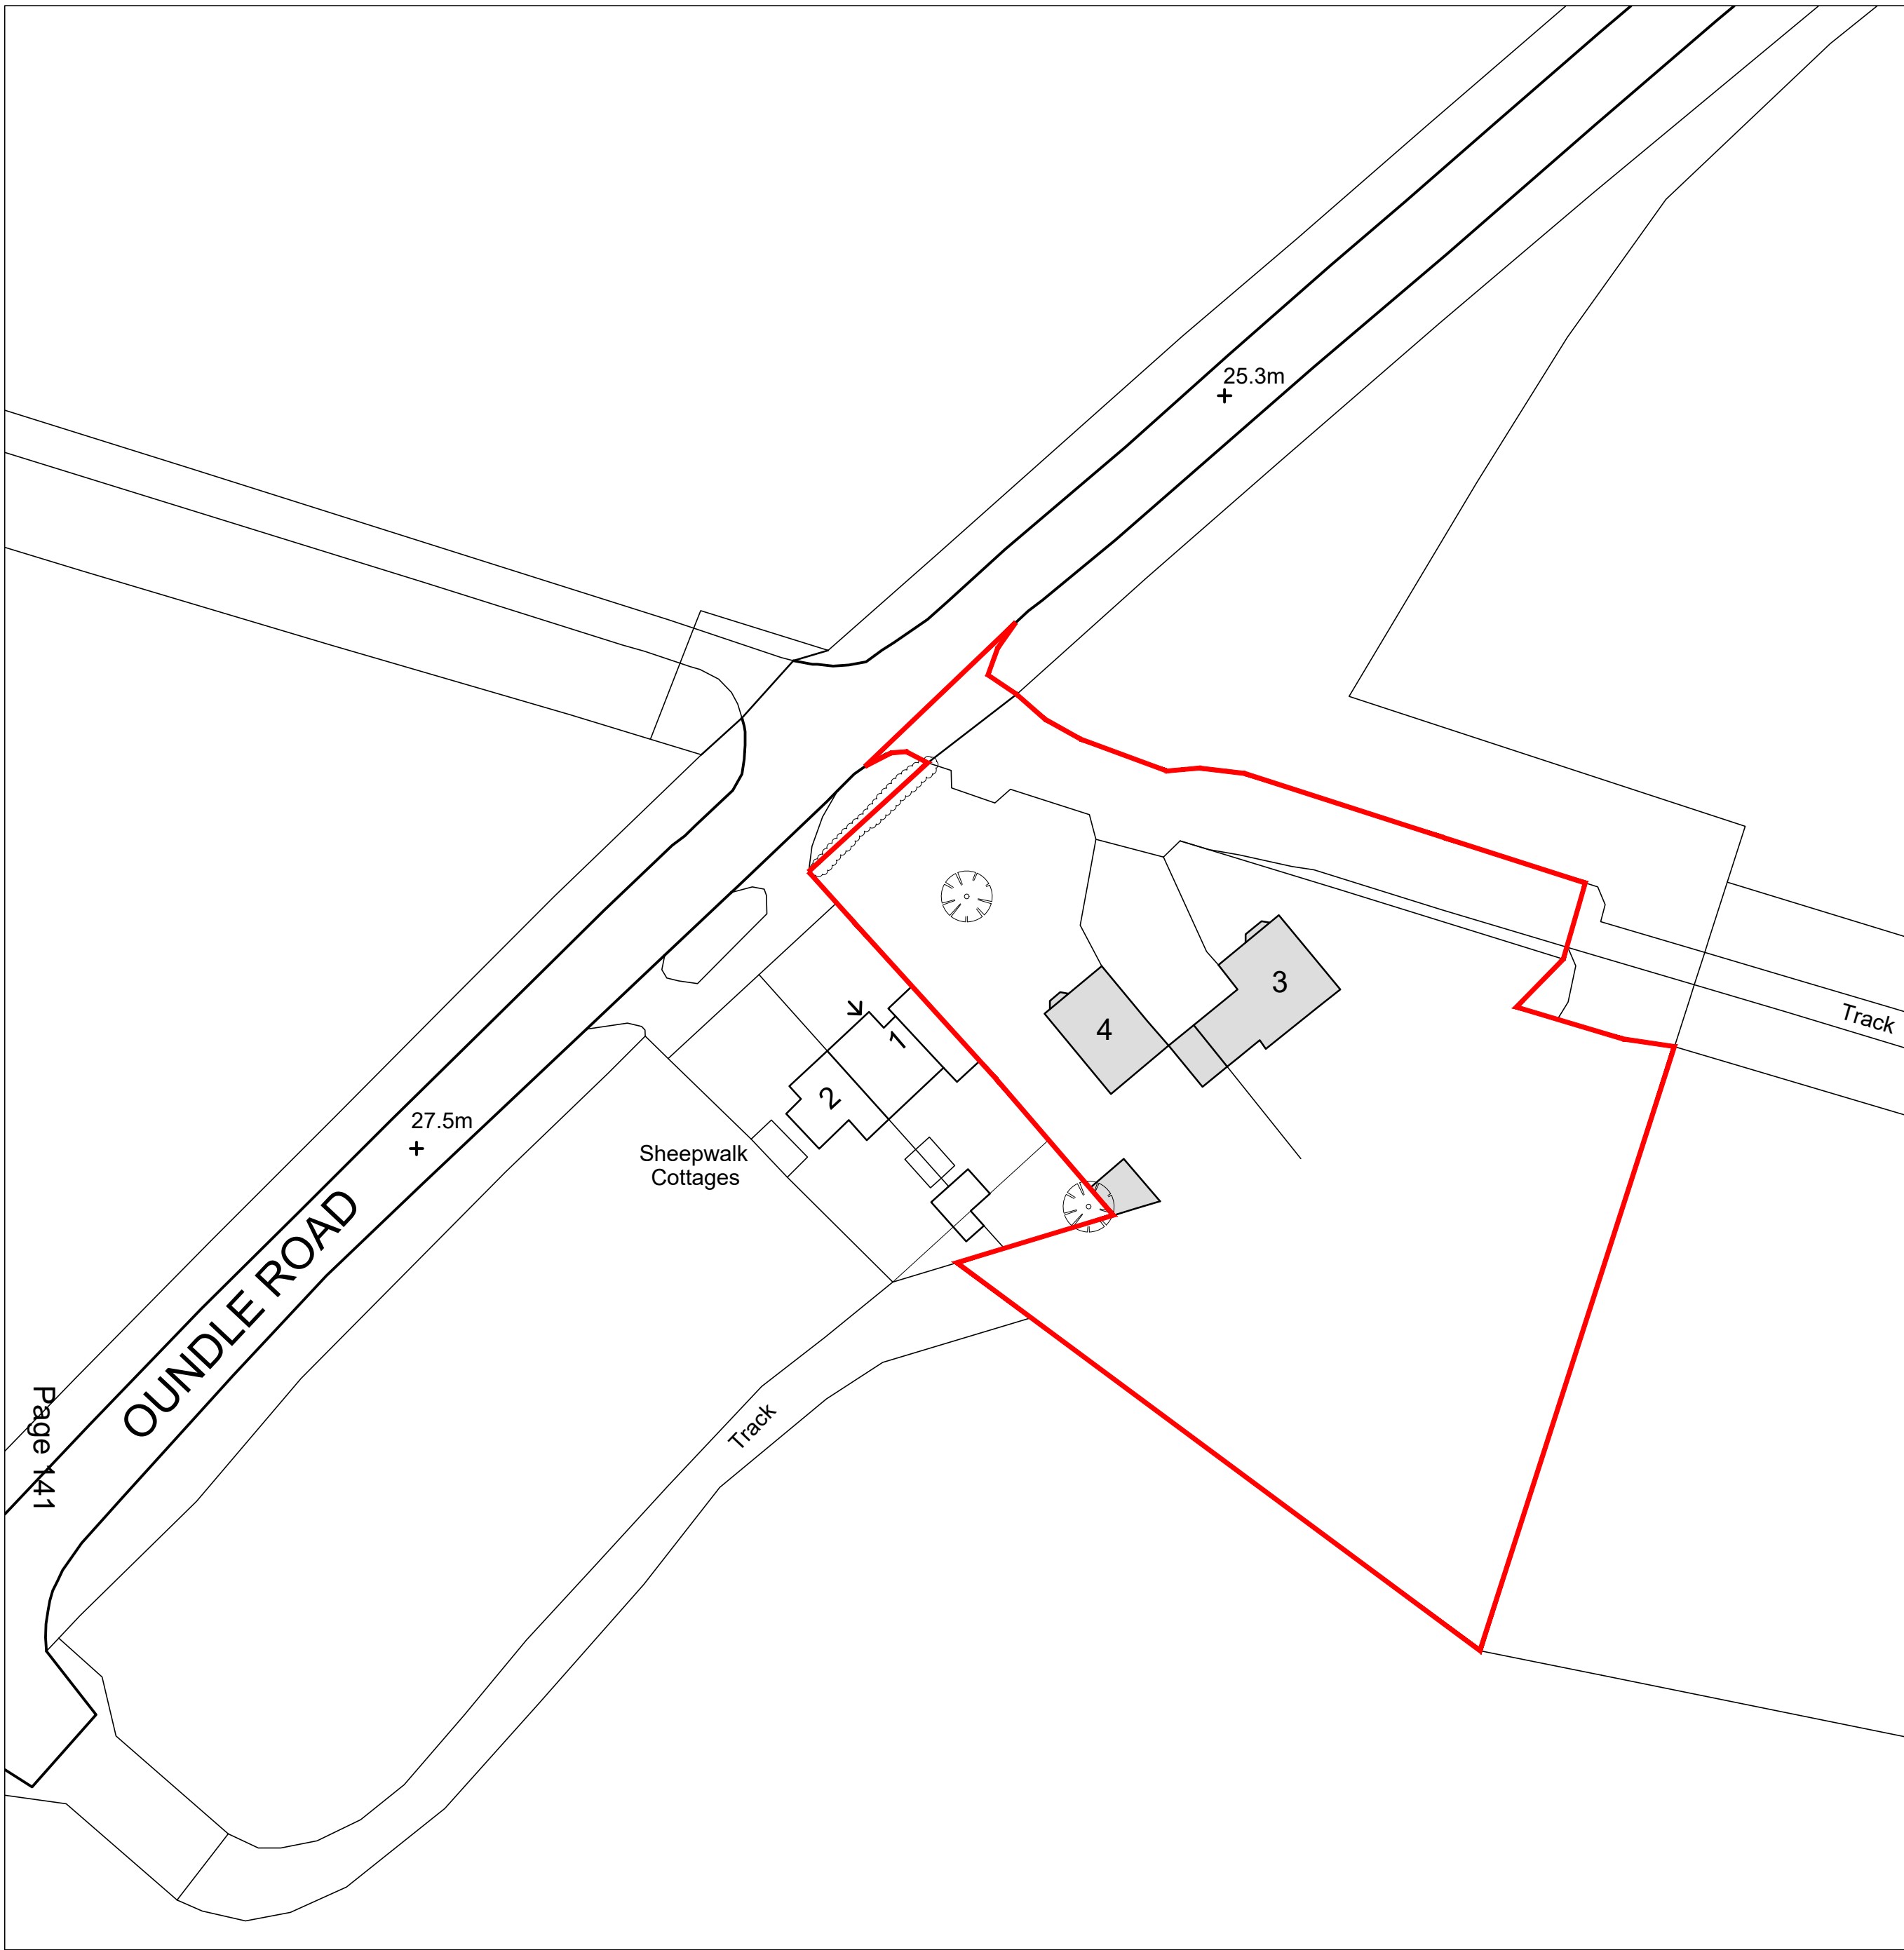 25.3m
3
4
Track
1
2
27.5m
Sheepwalk
Cottages
OUNDLE ROAD
Track
Page 141